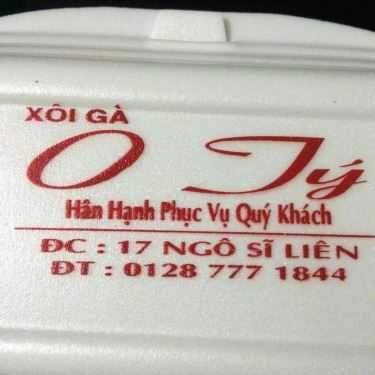 XÔI GÀ
O Tý
Hân Hạnh Phục Vụ Quý Khách
ĐC : 17 NGÔ SĨ LIÊN
ĐT : 0128 777 1844